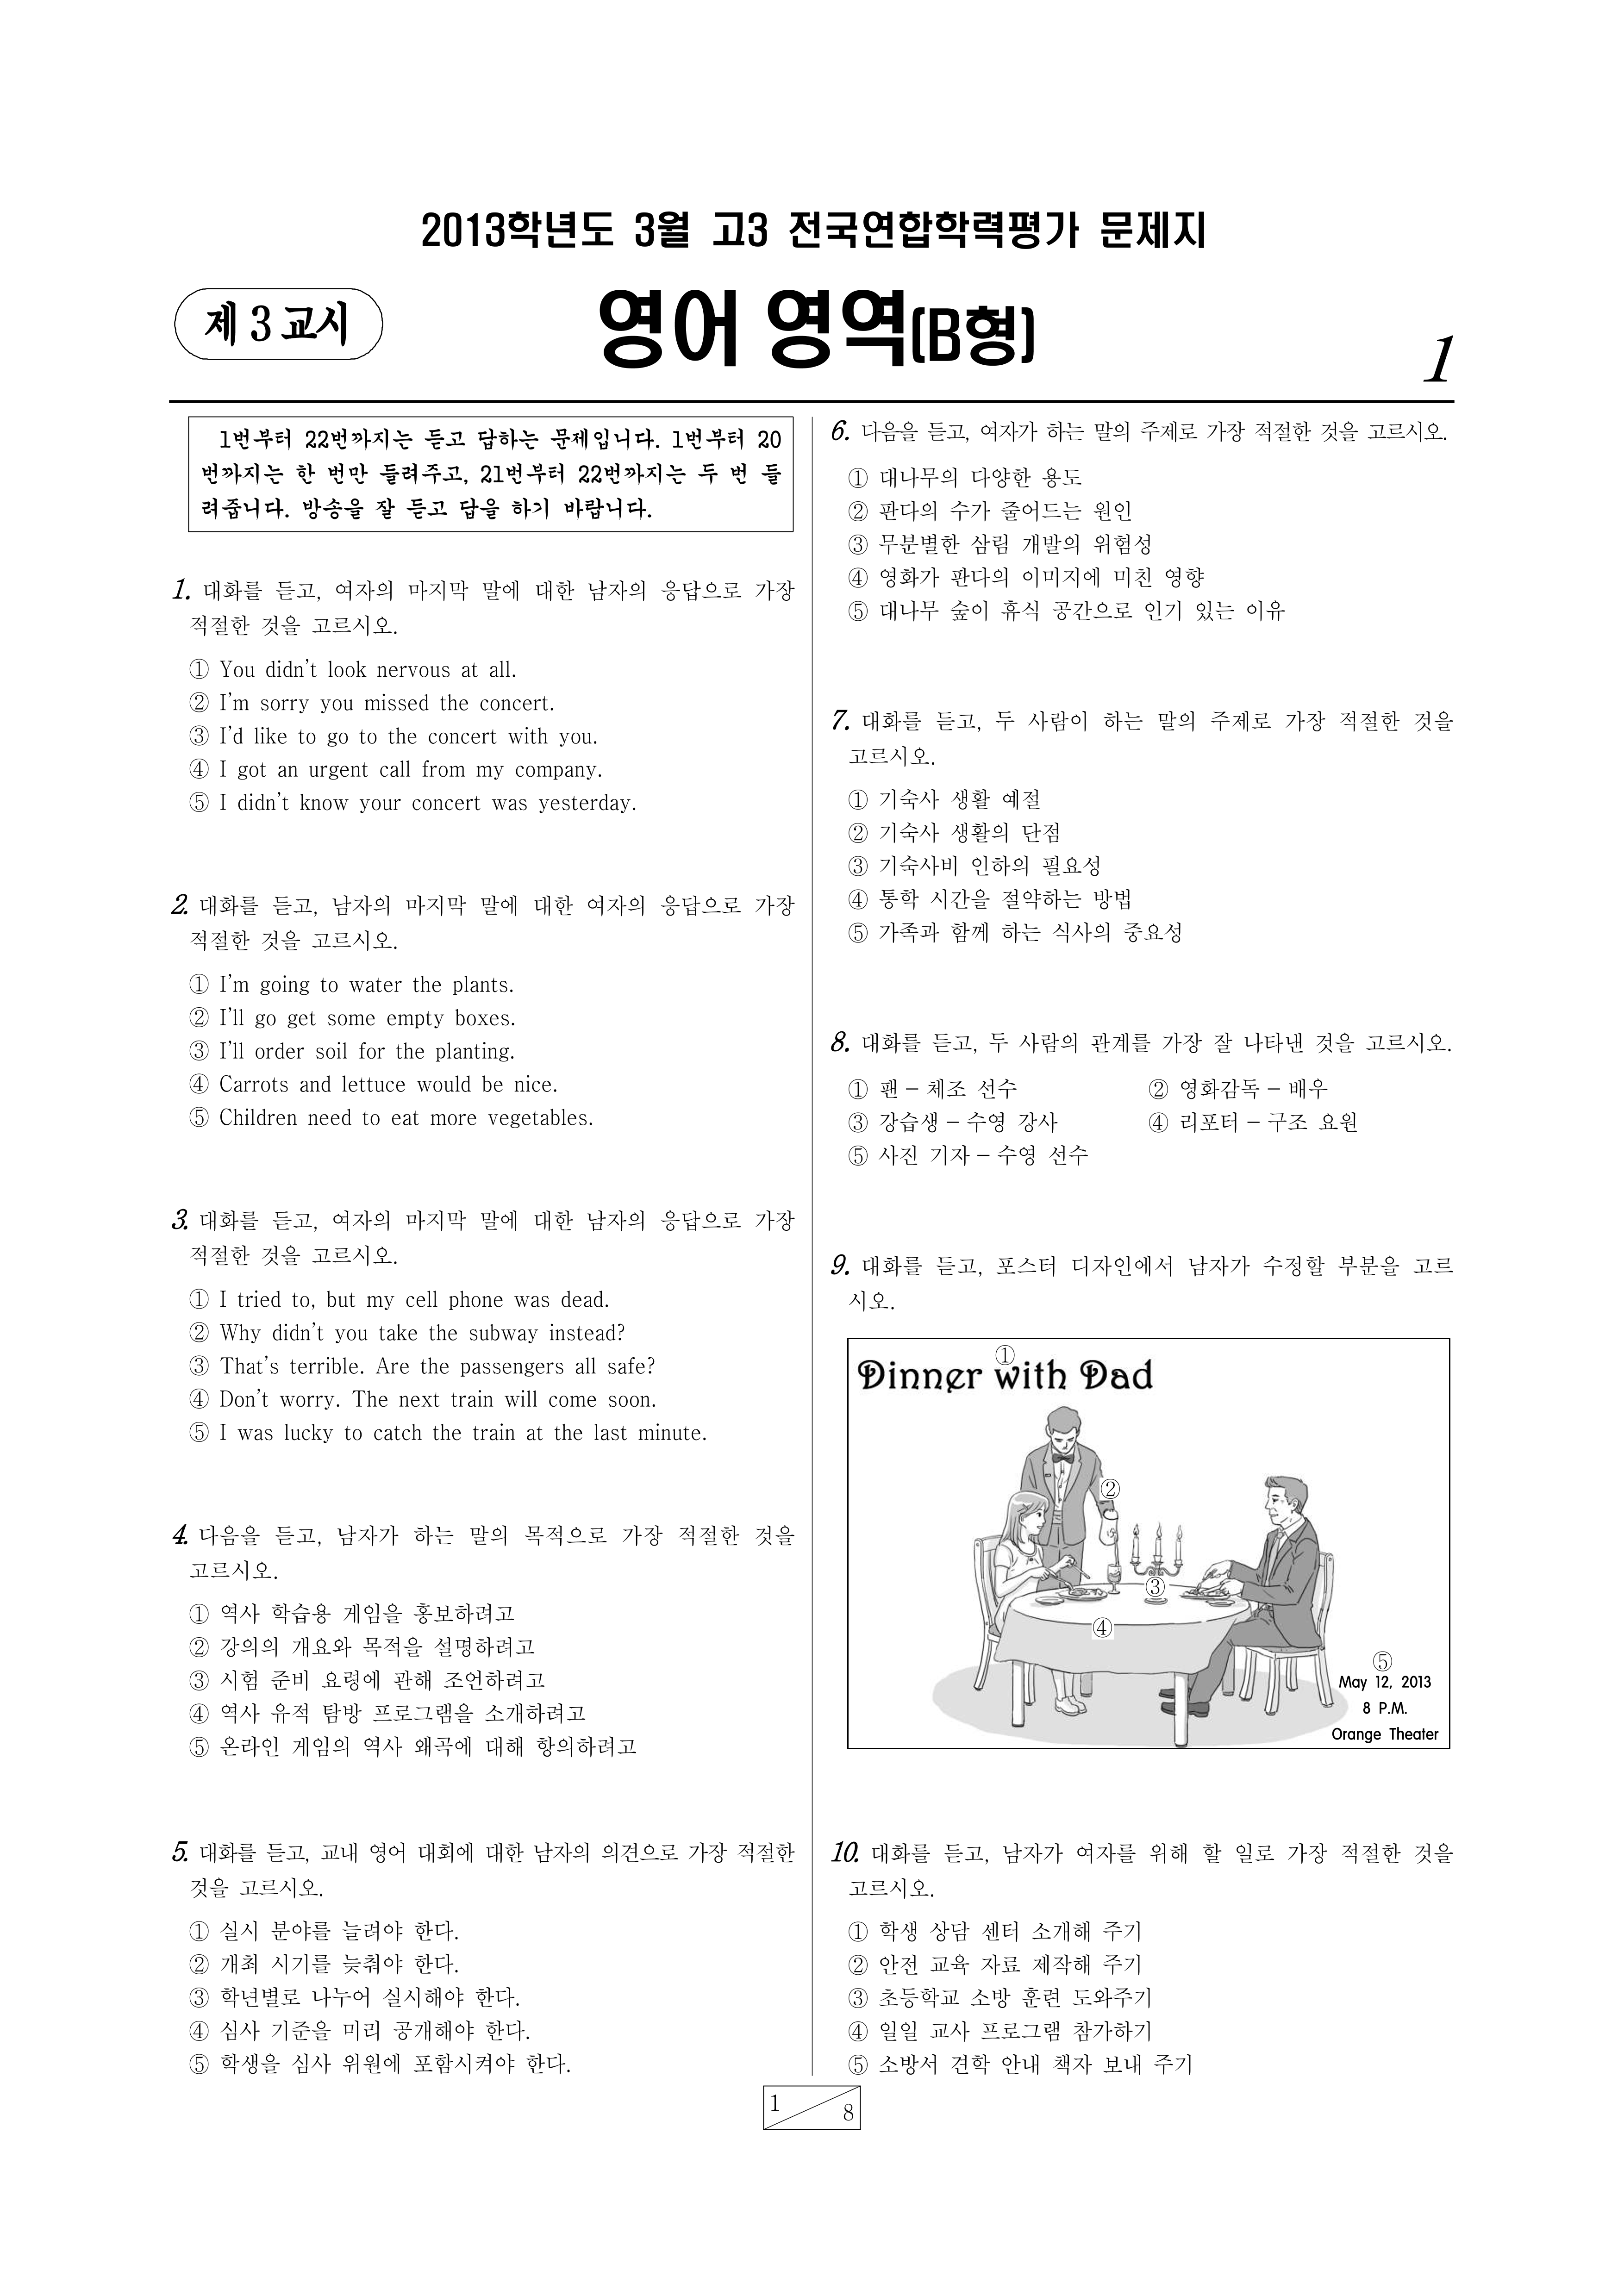 2013학년도 3월 고3 전국연합학력평가 문제지
제 3 교시
영어 영역(B형)
1
1번부터 22번까지는 듣고 답하는 문제입니다. 1번부터 20
번까지는 한 번만 들려주고, 21번부터 22번까지는 두 번 들
려줍니다. 방송을 잘 듣고 답을 하기 바랍니다.
1. 대화를 듣고, 여자의 마지막 말에 대한 남자의 응답으로 가장
적절한 것을 고르시오.
① You didn't look nervous at all.
② I'm sorry you missed the concert.
③ I'd like to go to the concert with you.
④ I got an urgent call from my company.
⑤ I didn't know your concert was yesterday.
2. 대화를 듣고, 남자의 마지막 말에 대한 여자의 응답으로 가장
적절한 것을 고르시오.
① I'm going to water the plants.
② I'll go get some empty boxes.
③ I'll order soil for the planting.
④ Carrots and lettuce would be nice.
⑤ Children need to eat more vegetables.
3. 대화를 듣고, 여자의 마지막 말에 대한 남자의 응답으로 가장
적절한 것을 고르시오.
① I tried to, but my cell phone was dead.
② Why didn't you take the subway instead?
③ That's terrible. Are the passengers all safe?
④ Don't worry. The next train will come soon.
⑤ I was lucky to catch the train at the last minute.
4. 다음을 듣고, 남자가 하는 말의 목적으로 가장 적절한 것을
고르시오.
① 역사 학습용 게임을 홍보하려고
② 강의의 개요와 목적을 설명하려고
③ 시험 준비 요령에 관해 조언하려고
④ 역사 유적 탐방 프로그램을 소개하려고
⑤ 온라인 게임의 역사 왜곡에 대해 항의하려고
5. 대화를 듣고, 교내 영어 대회에 대한 남자의 의견으로 가장 적절한
것을 고르시오.
① 실시 분야를 늘려야 한다.
② 개최 시기를 늦춰야 한다.
③ 학년별로 나누어 실시해야 한다.
④ 심사 기준을 미리 공개해야 한다.
⑤ 학생을 심사 위원에 포함시켜야 한다.
6. 다음을 듣고, 여자가 하는 말의 주제로 가장 적절한 것을 고르시오.
① 대나무의 다양한 용도
② 판다의 수가 줄어드는 원인
③ 무분별한 삼림 개발의 위험성
④ 영화가 판다의 이미지에 미친 영향
⑤ 대나무 숲이 휴식 공간으로 인기 있는 이유
7. 대화를 듣고, 두 사람이 하는 말의 주제로 가장 적절한 것을
고르시오.
① 기숙사 생활 예절
② 기숙사 생활의 단점
③ 기숙사비 인하의 필요성
④ 통학 시간을 절약하는 방법
⑤ 가족과 함께 하는 식사의 중요성
8. 대화를 듣고, 두 사람의 관계를 가장 잘 나타낸 것을 고르시오.
① 팬 – 체조 선수 ② 영화감독 – 배우
③ 강습생 – 수영 강사 ④ 리포터 – 구조 요원
⑤ 사진 기자 – 수영 선수
9. 대화를 듣고, 포스터 디자인에서 남자가 수정할 부분을 고르
시오.
①
Dinner with Dad
②
③
④
⑤
May 12, 2013
8 P.M.
Orange Theater
10. 대화를 듣고, 남자가 여자를 위해 할 일로 가장 적절한 것을
고르시오.
① 학생 상담 센터 소개해 주기
② 안전 교육 자료 제작해 주기
③ 초등학교 소방 훈련 도와주기
④ 일일 교사 프로그램 참가하기
⑤ 소방서 견학 안내 책자 보내 주기
1
8